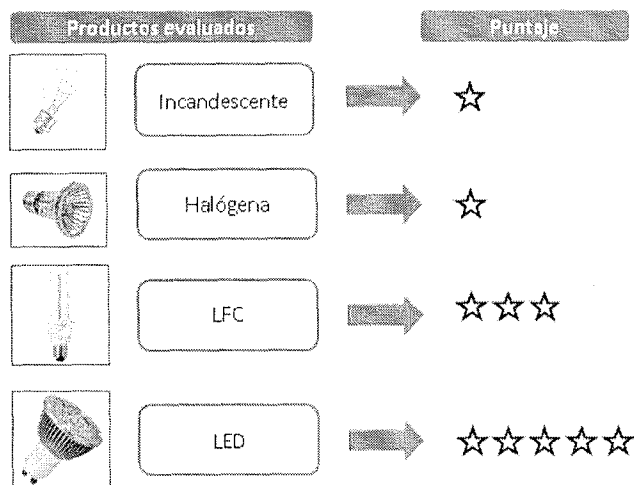 Productos evaluados
Puntaje
Incandescente
Halógena
LFC
LED